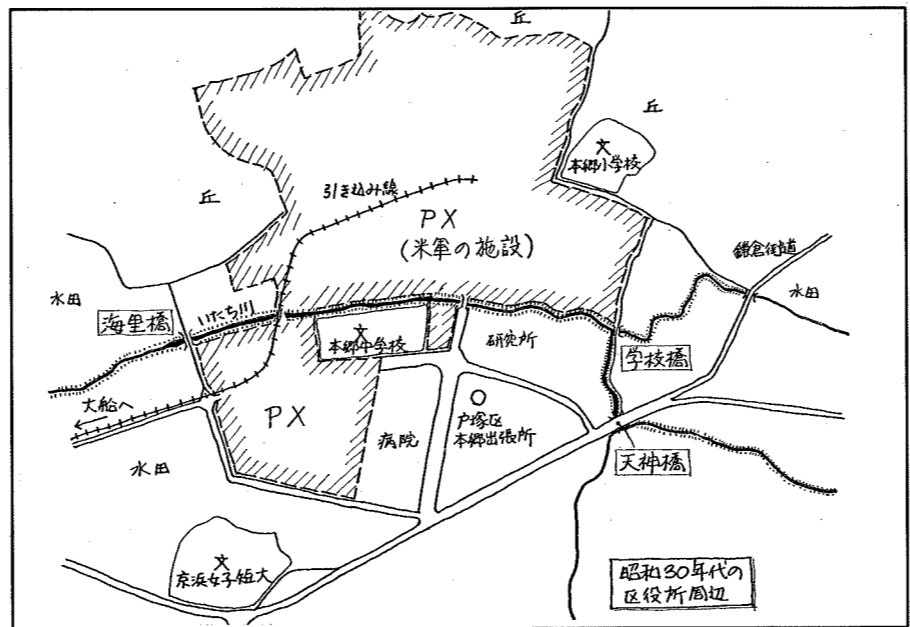 丘
丘
文
本郷小学校
丘
引き込み線
PX
(米軍の施設)
鎌倉街道
水田
水田
海里橋
いたち川
文
本郷中学校
研究所
学校橋
大船へ
PX
病院
戸塚区
本郷出張所
天神橋
水田
文
京浜女子短大
昭和30年代の
区役所周辺